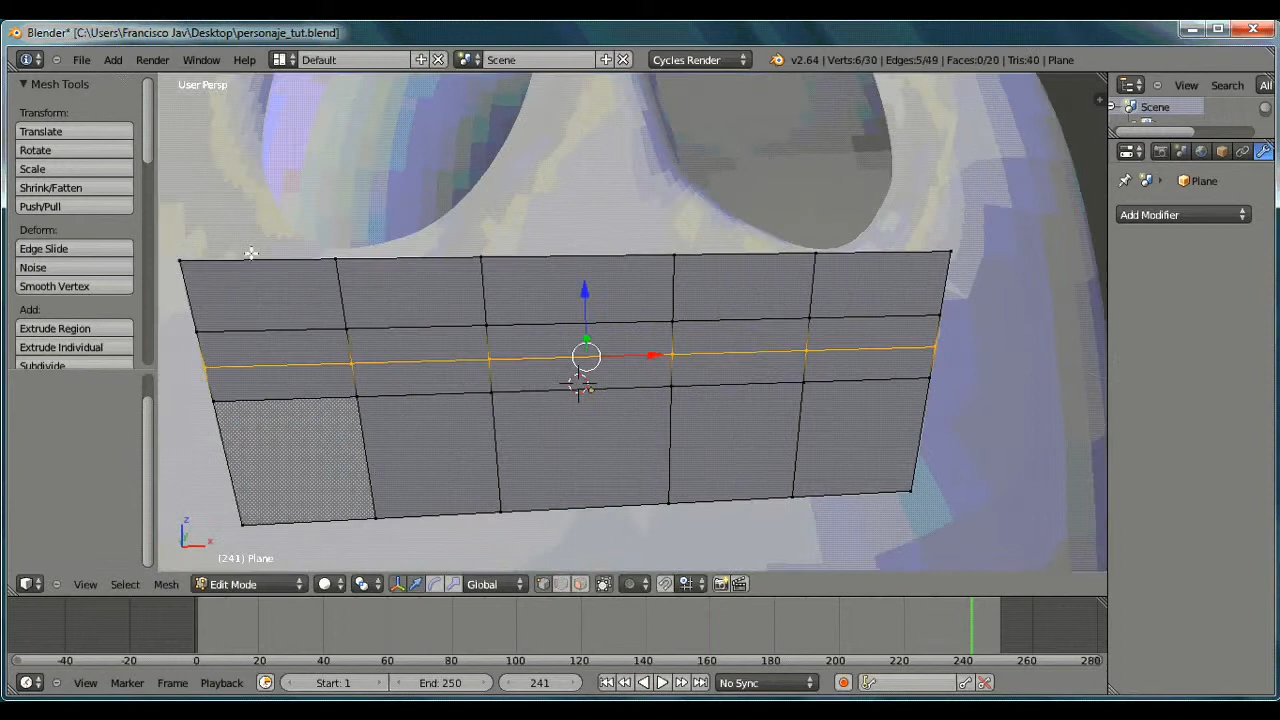 Blender* [C:\Users\Francisco Jav\Desktop\personaje_tut.blend]
File Add Render Window Help Default Scene Cycles Render v2.64 | Verts:6/30 | Edges:5/49 | Faces:0/20 | Tris:40 | Plane
Mesh Tools
Transform:
Translate
Rotate
Scale
Shrink/Fatten
Push/Pull
Deform:
Edge Slide
Noise
Smooth Vertex
Add:
Extrude Region
Extrude Individual
Subdivide
User Persp
z
x
(241) Plane
View Select Mesh Edit Mode Global
View Search All
Scene
Plane
Add Modifier
-40 -20 0 20 40 60 80 100 120 140 160 180 200 220 240 260 280
View Marker Frame Playback Start: 1 End: 250 241 No Sync